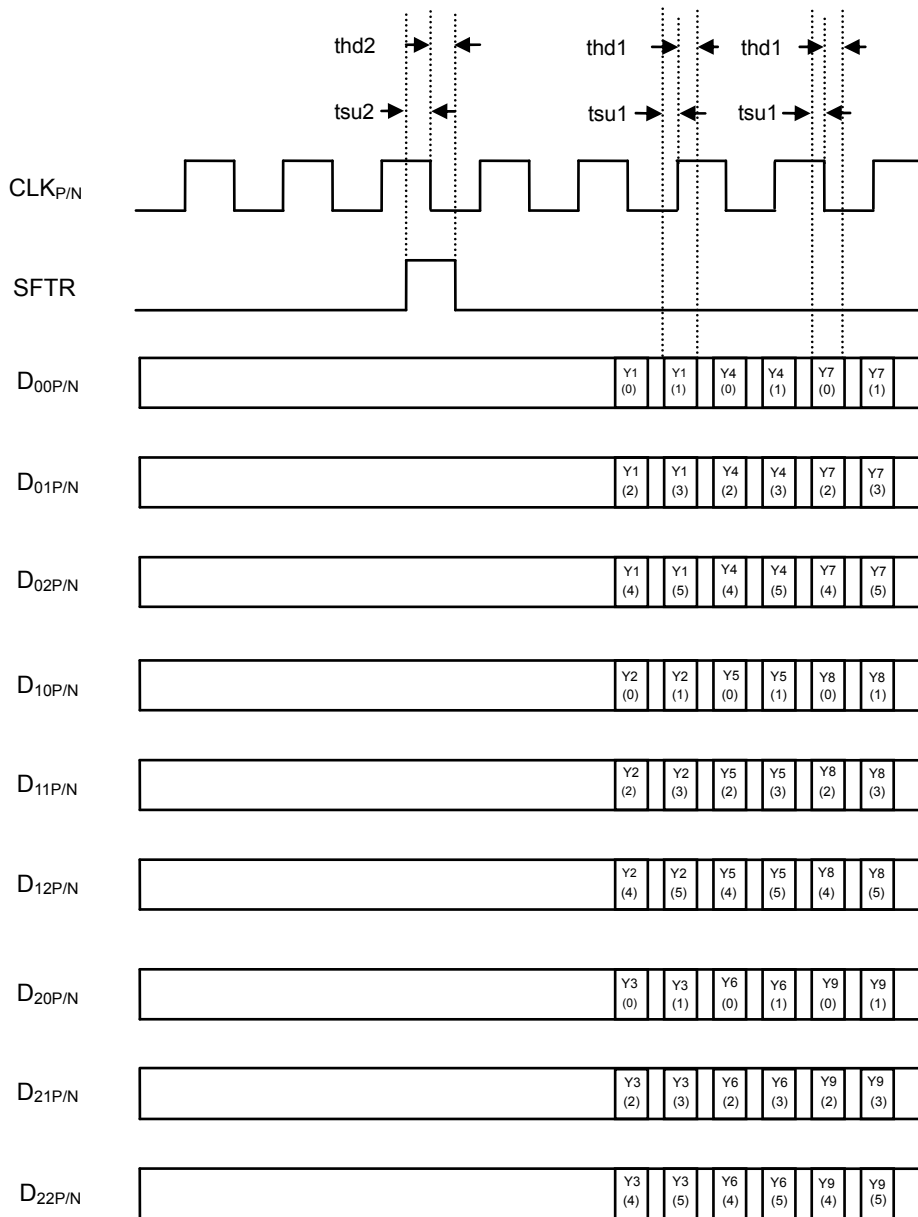 thd2 thd1 thd1
tsu2 tsu1 tsu1
CLKP/N
SFTR
D00P/N Y1 (0) Y1 (1) Y4 (0) Y4 (1) Y7 (0) Y7 (1)
D01P/N Y1 (2) Y1 (3) Y4 (2) Y4 (3) Y7 (2) Y7 (3)
D02P/N Y1 (4) Y1 (5) Y4 (4) Y4 (5) Y7 (4) Y7 (5)
D10P/N Y2 (0) Y2 (1) Y5 (0) Y5 (1) Y8 (0) Y8 (1)
D11P/N Y2 (2) Y2 (3) Y5 (2) Y5 (3) Y8 (2) Y8 (3)
D12P/N Y2 (4) Y2 (5) Y5 (4) Y5 (5) Y8 (4) Y8 (5)
D20P/N Y3 (0) Y3 (1) Y6 (0) Y6 (1) Y9 (0) Y9 (1)
D21P/N Y3 (2) Y3 (3) Y6 (2) Y6 (3) Y9 (2) Y9 (3)
D22P/N Y3 (4) Y3 (5) Y6 (4) Y6 (5) Y9 (4) Y9 (5)